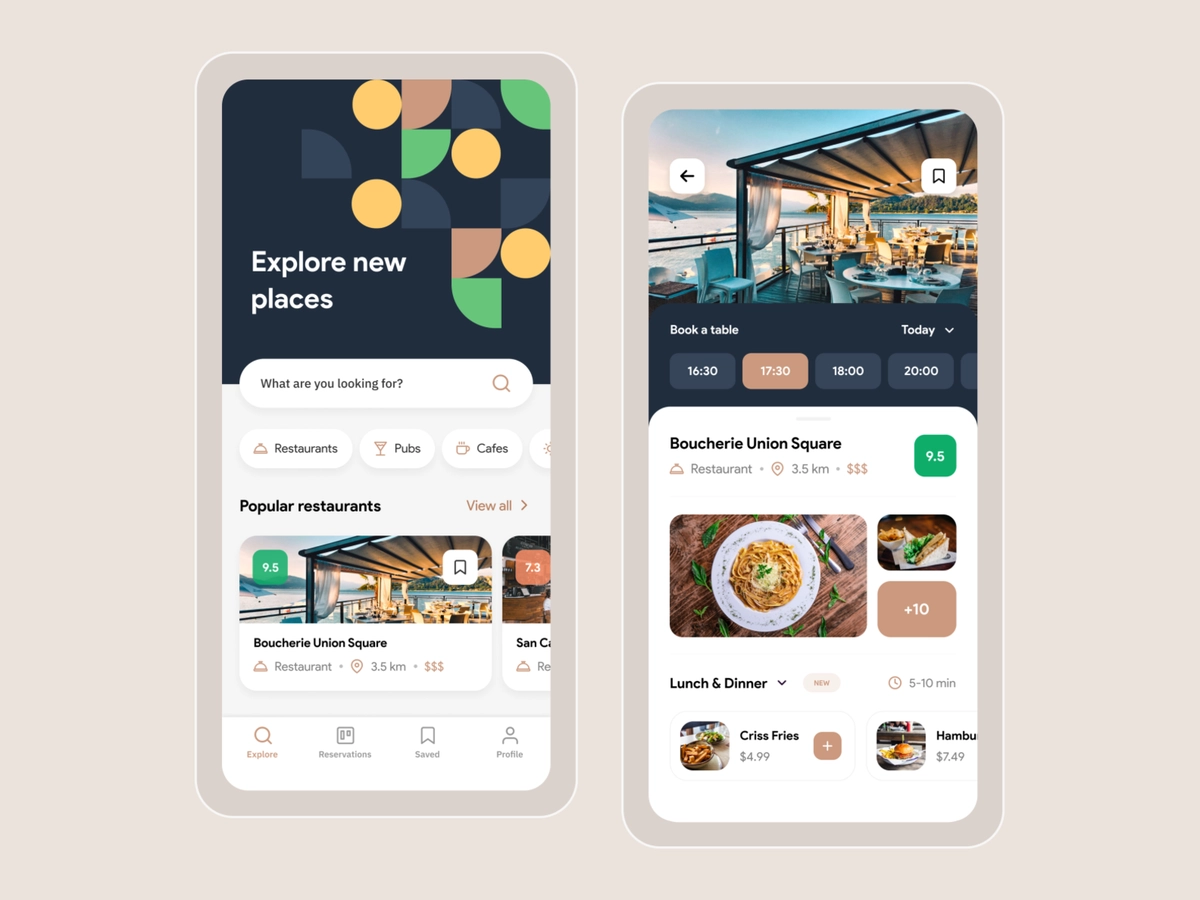 Explore new
places
What are you looking for?
Restaurants
Pubs
Cafes
Popular restaurants
View all
9.5
7.3
Boucherie Union Square
San Ca
Restaurant • 3.5 km • $$$
Re
Explore
Reservations
Saved
Profile
Book a table
Today
16:30
17:30
18:00
20:00
Boucherie Union Square
9.5
Restaurant • 3.5 km • $$$
+10
Lunch & Dinner
NEW
5-10 min
Criss Fries
$4.99
Hambu
$7.49